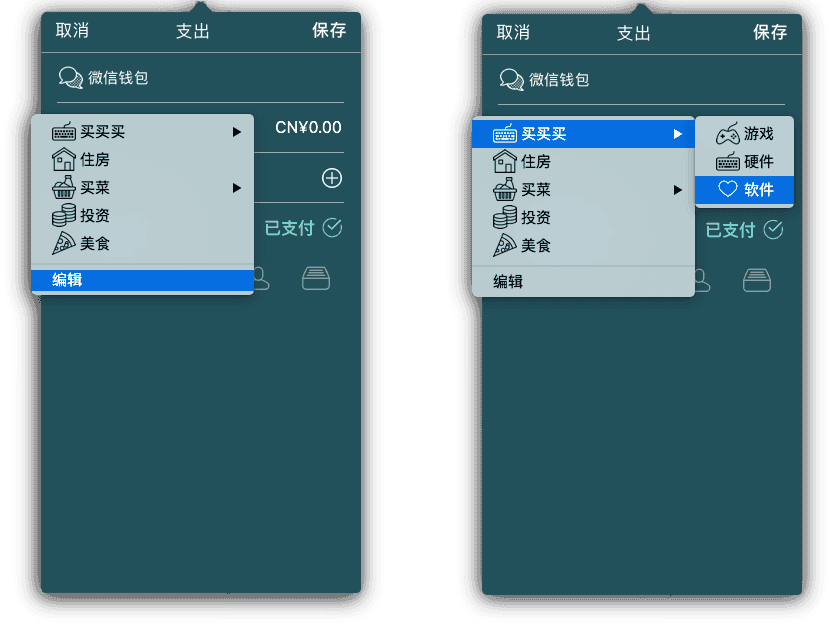 取消 支出 保存
微信钱包
买买买
CN¥0.00
住房
买菜
投资
已支付
美食
编辑
取消 支出 保存
微信钱包
买买买
游戏
住房
硬件
买菜
软件
投资
已支付
美食
编辑